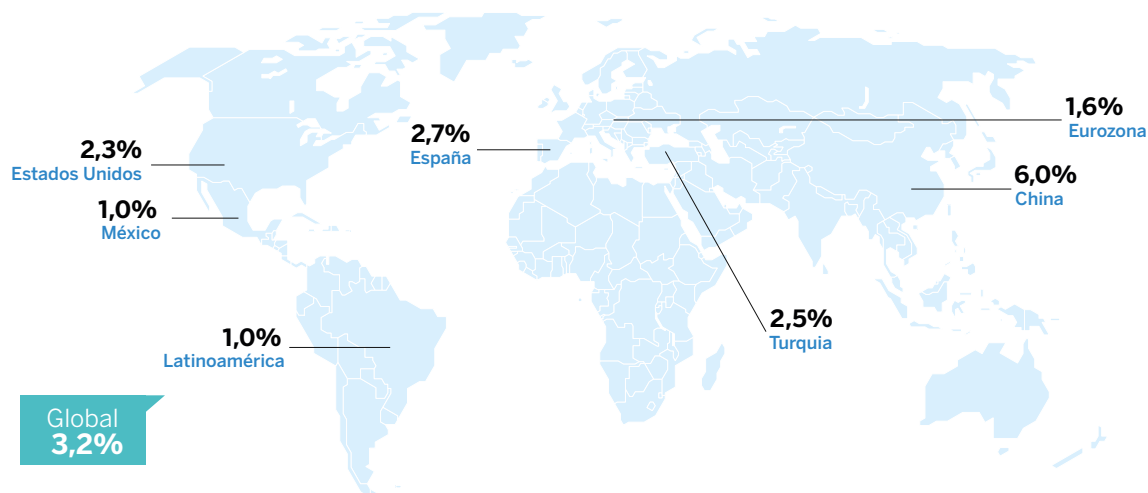 1,6%
Eurozona
2,7%
España
2,3%
Estados Unidos
6,0%
China
1,0%
México
2,5%
Turquia
1,0%
Latinoamérica
Global
3,2%